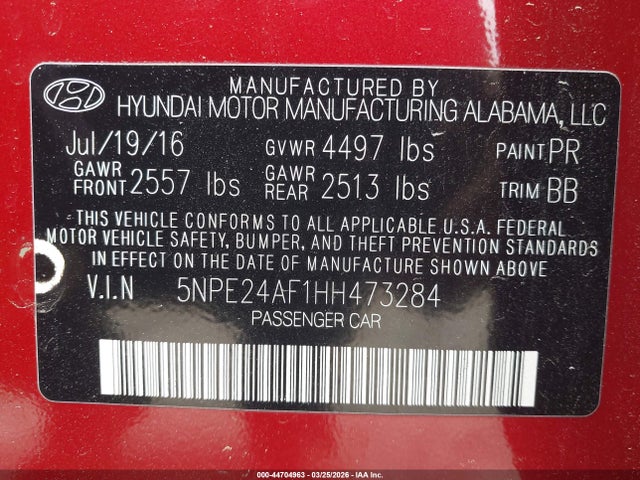 MANUFACTURED BY
HYUNDAI MOTOR MANUFACTURING ALABAMA, LLC
Jul/19/16 GVWR 4497 lbs PAINT PR
GAWR FRONT 2557 lbs GAWR REAR 2513 lbs TRIM BB
THIS VEHICLE CONFORMS TO ALL APPLICABLE U.S.A. FEDERAL
MOTOR VEHICLE SAFETY, BUMPER, AND THEFT PREVENTION STANDARDS
IN EFFECT ON THE DATE OF MANUFACTURE SHOWN ABOVE
V.I.N 5NPE24AF1HH473284
PASSENGER CAR
000-44704963 - 03/25/2026 - IAA Inc.